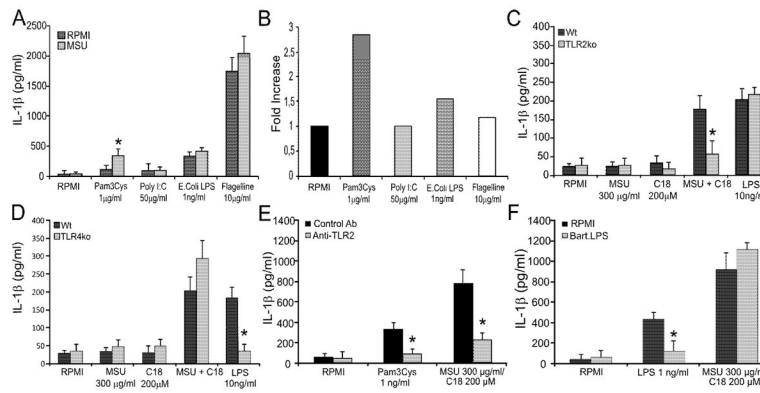 A
RPMI
MSU
IL-1β (pg/ml)
2500
2000
1500
1000
500
0
RPMI
Pam3Cys
1µg/ml
Poly I:C
50µg/ml
E.Coli LPS
1ng/ml
Flagelline
10µg/ml
*
B
Fold Increase
3
2,5
2
1,5
1
0,5
0
RPMI
Pam3Cys
1µg/ml
Poly I:C
50µg/ml
E.Coli LPS
1ng/ml
Flagelline
10µg/ml
C
Wt
TLR2ko
IL-1β (pg/ml)
400
350
300
250
200
150
100
50
0
RPMI
MSU
300 µg/ml
C18
200µM
MSU + C18
LPS
10ng/ml
*
D
Wt
TLR4ko
IL-1β (pg/ml)
400
350
300
250
200
150
100
50
0
RPMI
MSU
300 µg/ml
C18
200µM
MSU + C18
LPS
10ng/ml
*
E
Control Ab
Anti-TLR2
IL-1β (pg/ml)
1400
1200
1000
800
600
400
200
0
RPMI
Pam3Cys
1 ng/ml
MSU 300 µg/ml/
C18 200 µM
*
*
F
RPMI
Bart.LPS
IL-1β (pg/ml)
1400
1200
1000
800
600
400
200
0
RPMI
LPS 1 ng/ml
MSU 300 µg/m
C18 200 µM
*